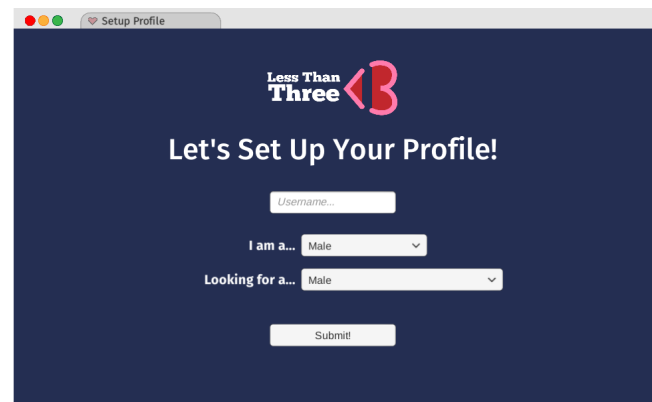 Setup Profile
Less Than
Three
Let's Set Up Your Profile!
Username...
I am a... Male
Looking for a... Male
Submit!